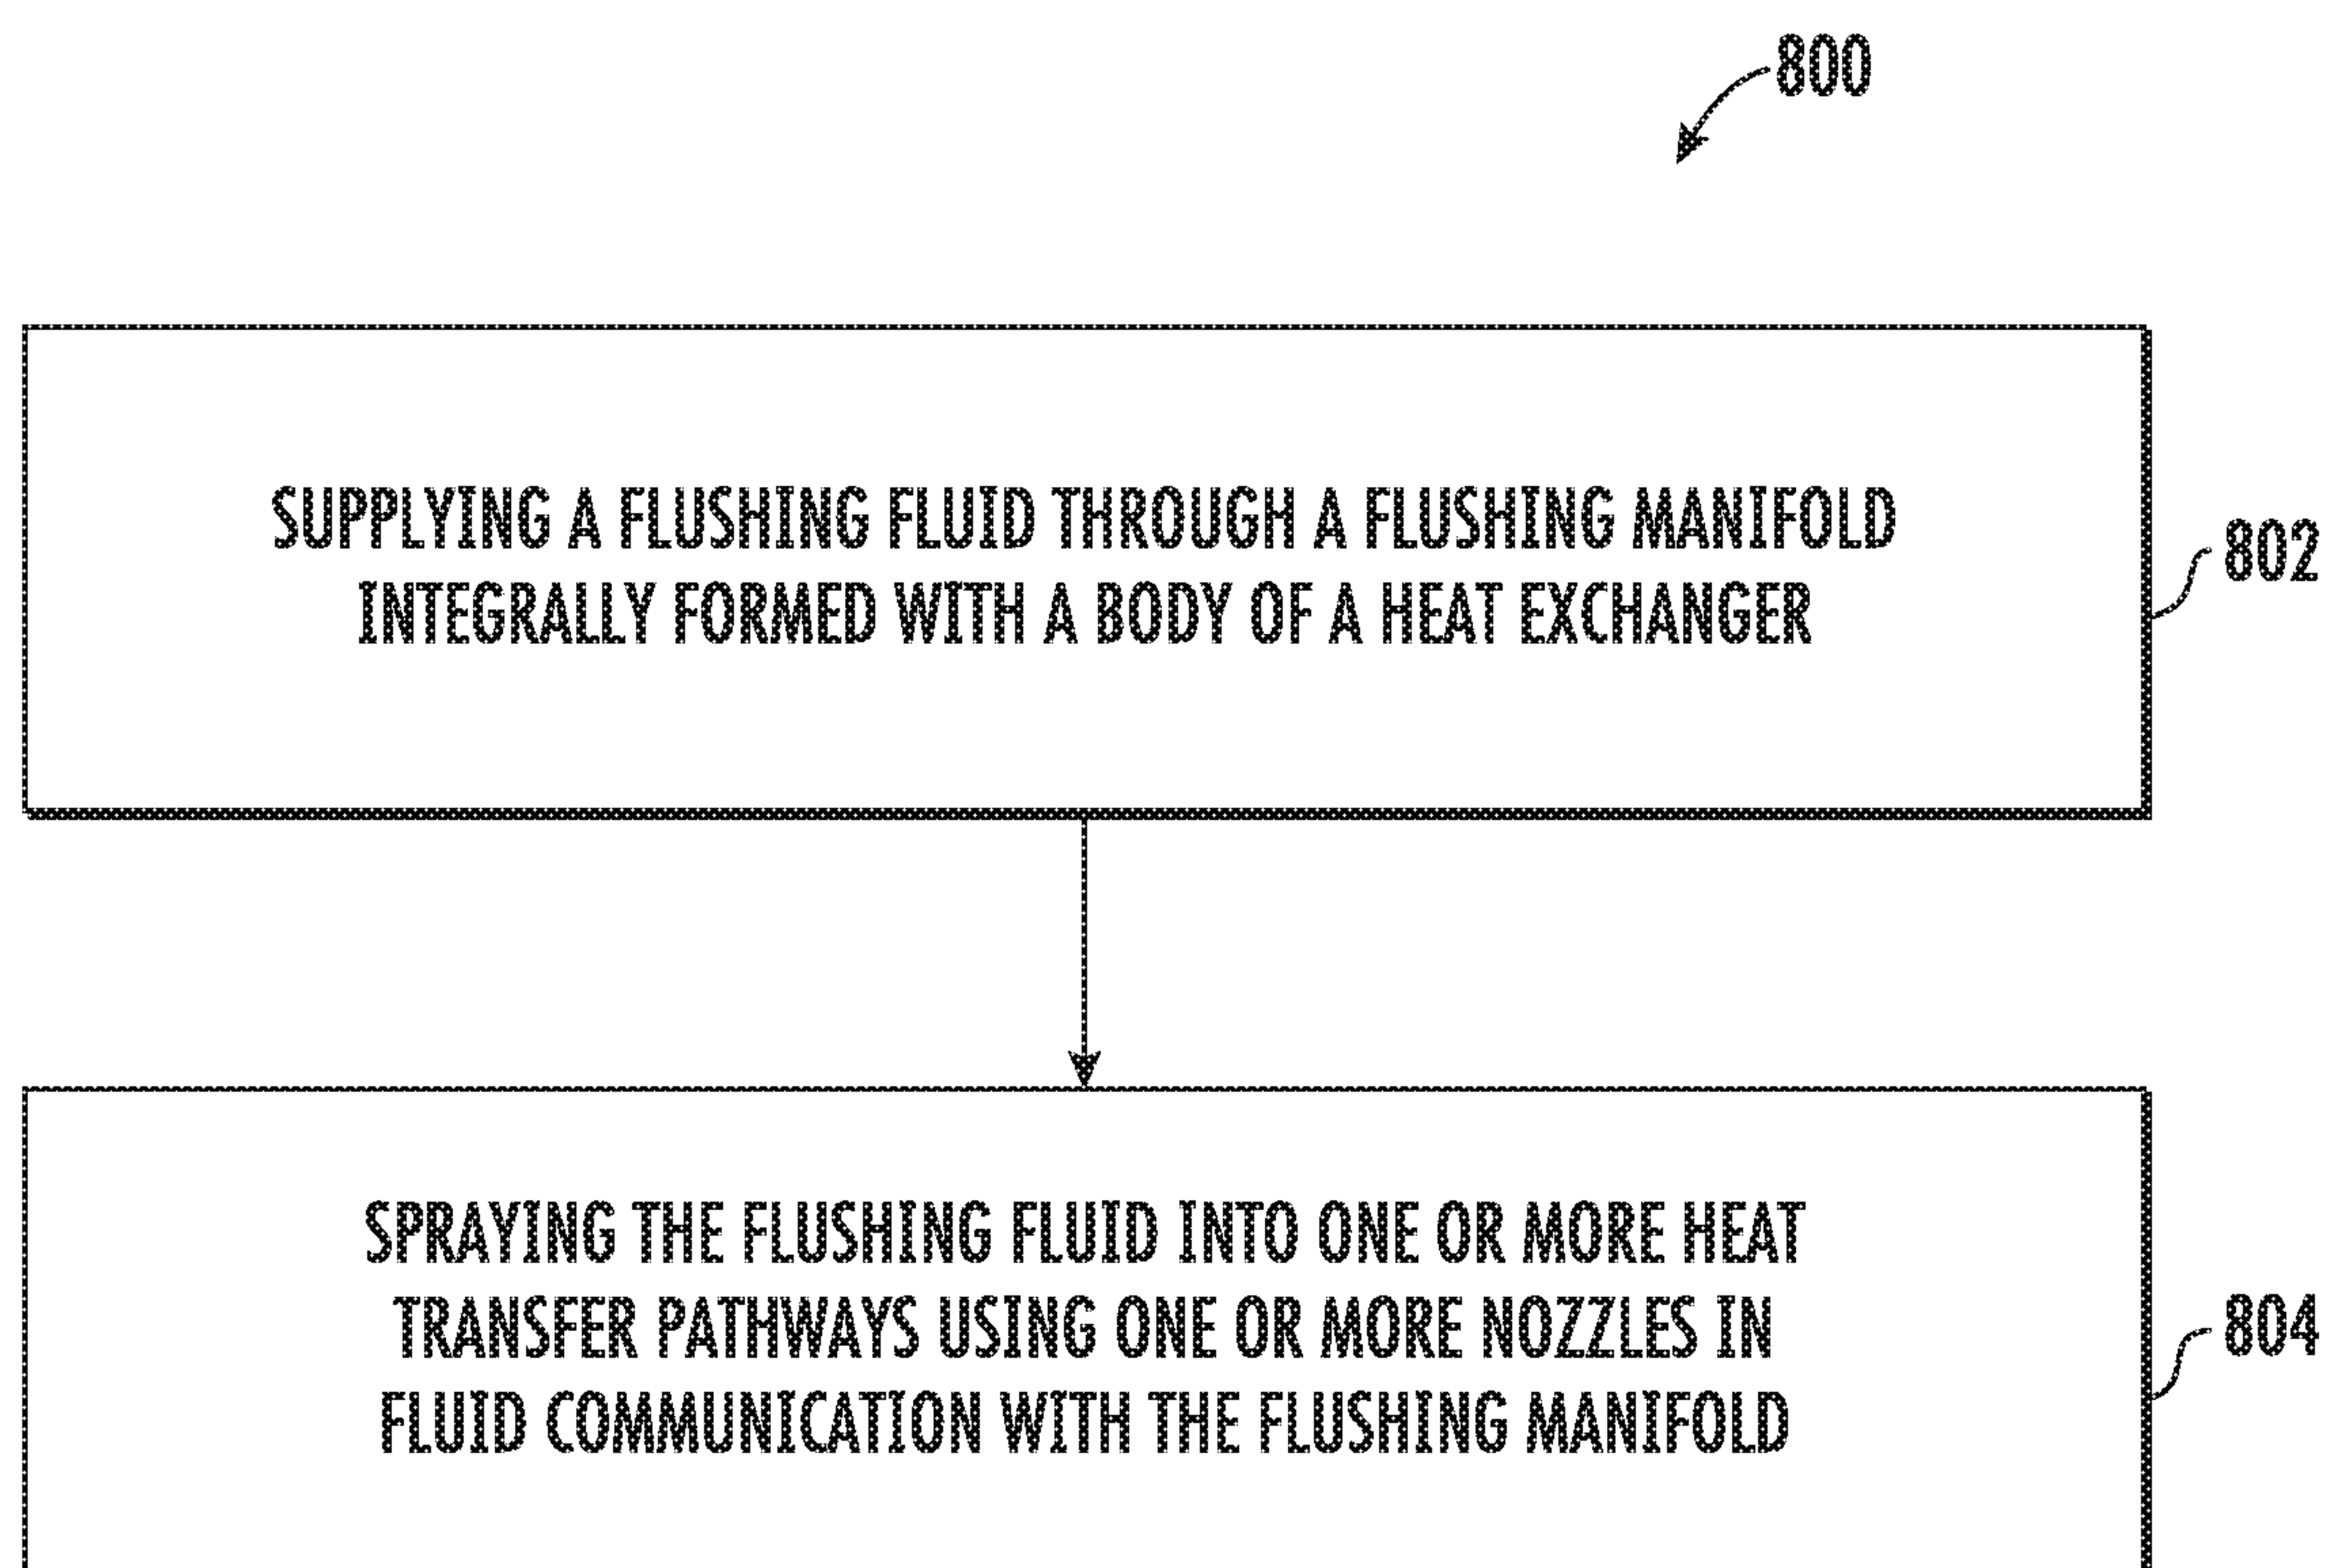 800
SUPPLYING A FLUSHING FLUID THROUGH A FLUSHING MANIFOLD
INTEGRALLY FORMED WITH A BODY OF A HEAT EXCHANGER
802
SPRAYING THE FLUSHING FLUID INTO ONE OR MORE HEAT
TRANSFER PATHWAYS USING ONE OR MORE NOZZLES IN
FLUID COMMUNICATION WITH THE FLUSHING MANIFOLD
804